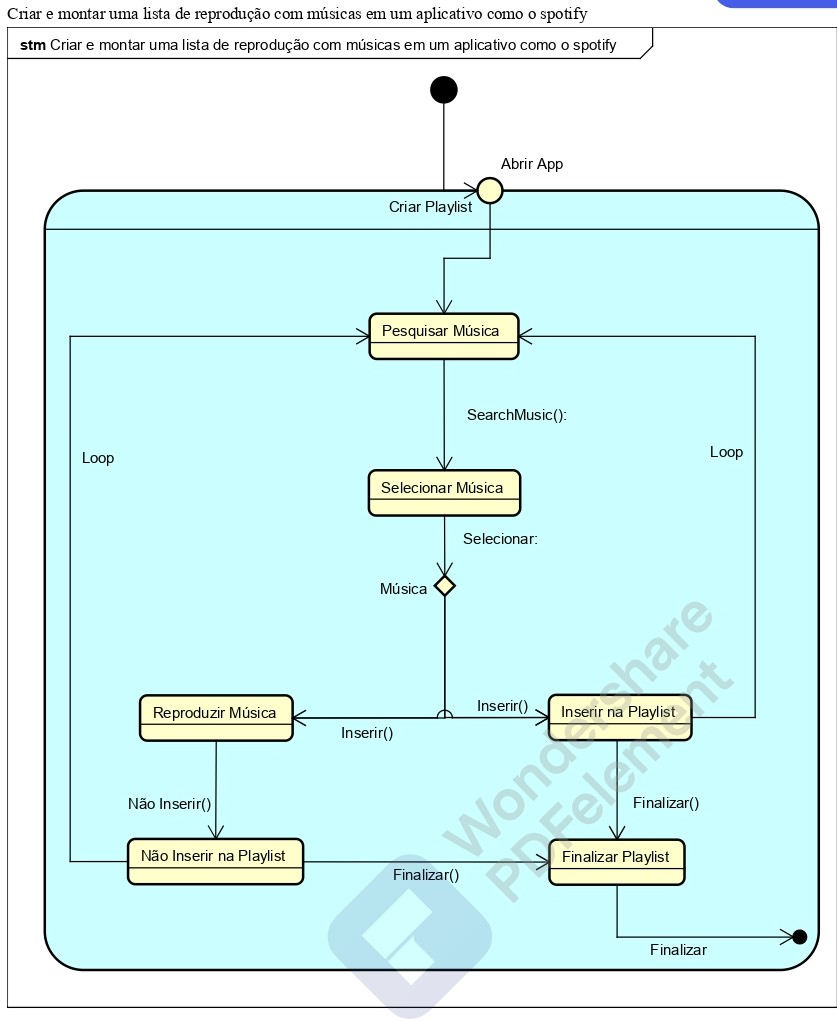 Criar e montar uma lista de reprodução com músicas em um aplicativo como o spotify
stm Criar e montar uma lista de reprodução com músicas em um aplicativo como o spotify
Abrir App
Criar Playlist
Pesquisar Música
SearchMusic():
Loop
Loop
Selecionar Música
Selecionar:
Música
Reproduzir Música
Inserir()
Inserir()
Inserir na Playlist
Não Inserir()
Finalizar()
Não Inserir na Playlist
Finalizar()
Finalizar Playlist
Finalizar
Wondershare
PDFelement